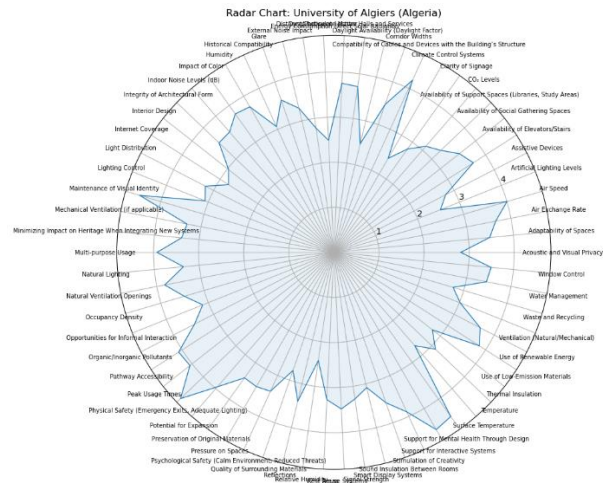 Radar Chart: University of Algiers (Algeria)
Daylight Availability (Daylight Factor)
External Noise Impact
Corridor Widths
Glare
Compatibility of Colors and Devices with the Building's Structure
Historical Compatibility
Climate Control Systems
Humidity
Clarity of Signage
Impact of Color
CO₂ Levels
Indoor Noise Levels (dB)
Availability of Support Spaces (Libraries, Study Areas)
Integrity of Architectural Form
Availability of Social Gathering Spaces
Interior Design
Availability of Elevators/Stairs
Internet Coverage
Assistive Devices
Light Distribution
Artificial Lighting Levels
Lighting Control
4
Air Speed
Maintenance of Visual Identity
3
Air Exchange Rate
Mechanical Ventilation (if applicable)
2
Adaptability of Spaces
Minimizing Impact on Heritage When Integrating New Systems
1
Acoustic and Visual Privacy
Multi-purpose Usage
Window Control
Natural Lighting
Water Management
Natural Ventilation Openings
Waste and Recycling
Occupancy Density
Ventilation (Natural/Mechanical)
Opportunities for Informal Interaction
Use of Renewable Energy
Organic/Inorganic Pollutants
Use of Low-Emission Materials
Pathway Accessibility
Thermal Insulation
Peak Usage Times
Temperature
Physical Safety (Emergency Exits, Adequate Lighting)
Surface Temperature
Potential for Expansion
Support for Mental Health Through Design
Preservation of Original Materials
Support for Interactive Systems
Pressure on Spaces
Stimulation of Creativity
Psychological Safety (Calm Environment, Reduced Threats)
Sound Insulation Between Rooms
Quality of Surrounding Materials
Smart Display Systems
Reflections
Signal Strength
Relative Humidity